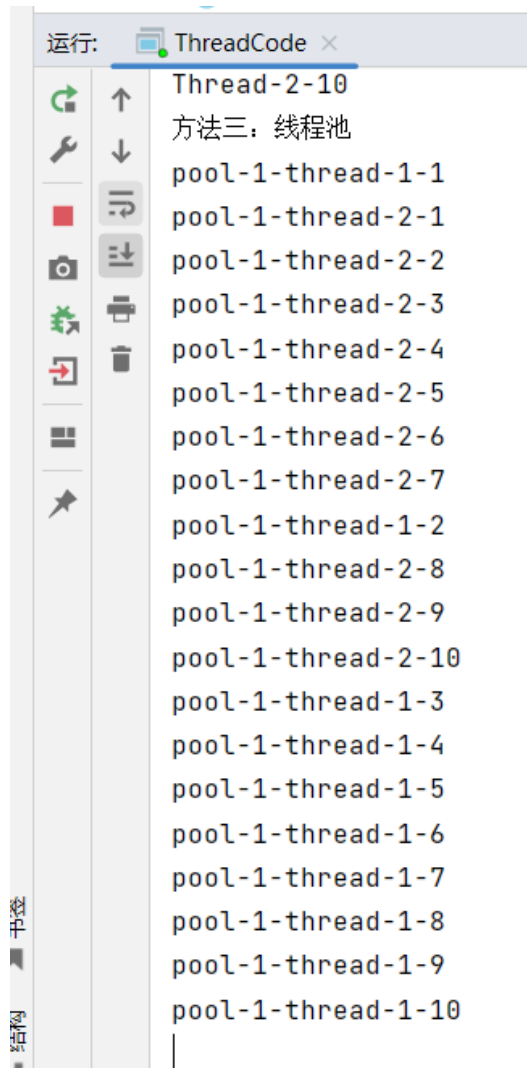 运行: ThreadCode
Thread-2-10
方法三：线程池
pool-1-thread-1-1
pool-1-thread-2-1
pool-1-thread-2-2
pool-1-thread-2-3
pool-1-thread-2-4
pool-1-thread-2-5
pool-1-thread-2-6
pool-1-thread-2-7
pool-1-thread-1-2
pool-1-thread-2-8
pool-1-thread-2-9
pool-1-thread-2-10
pool-1-thread-1-3
pool-1-thread-1-4
pool-1-thread-1-5
pool-1-thread-1-6
pool-1-thread-1-7
pool-1-thread-1-8
pool-1-thread-1-9
pool-1-thread-1-10
书签
结构